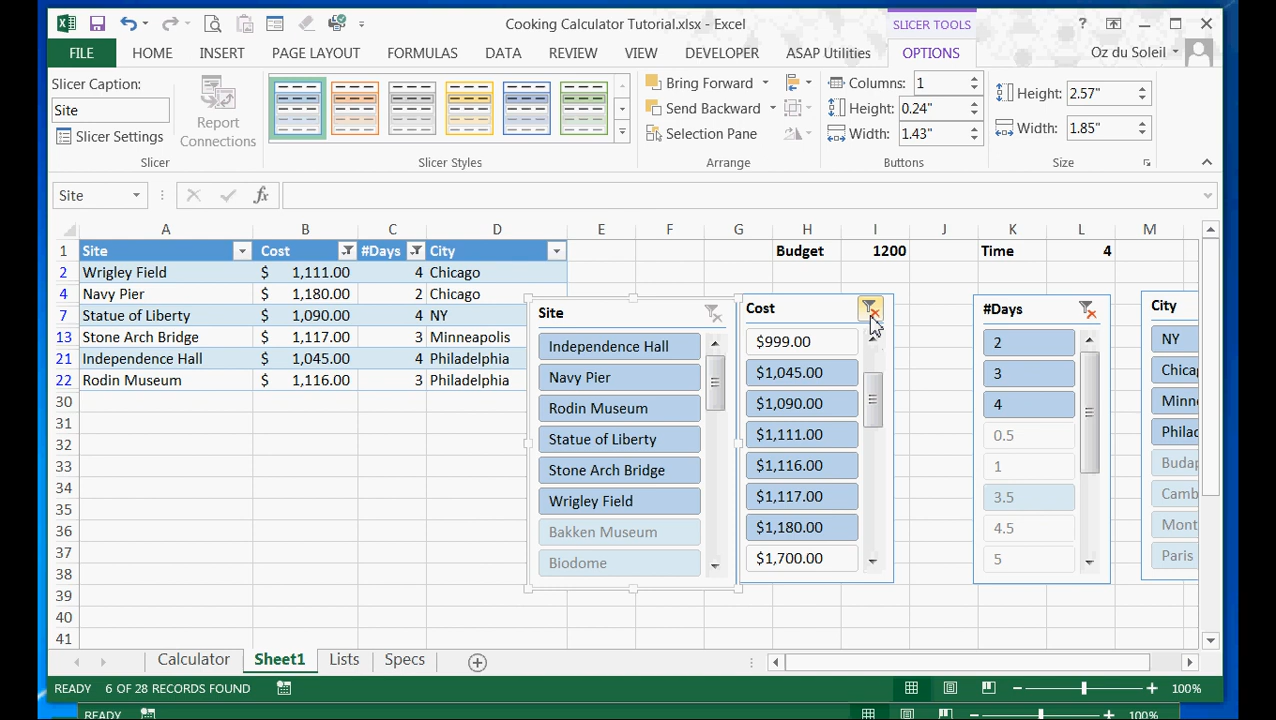 Cooking Calculator Tutorial.xlsx - Excel
SLICER TOOLS
?
FILE HOME INSERT PAGE LAYOUT FORMULAS DATA REVIEW VIEW DEVELOPER ASAP Utilities OPTIONS Oz du Soleil
Slicer Caption:
Site
Slicer Settings
Report
Connections
Bring Forward
Send Backward
Selection Pane
Columns: 1
Height: 0.24"
Width: 1.43"
Height: 2.57"
Width: 1.85"
Slicer Slicer Styles Arrange Buttons Size
Site fx
A B C D E F G H I J K L M
1 Site Cost #Days City Budget 1200 Time 4
2 Wrigley Field $ 1,111.00 4 Chicago
4 Navy Pier $ 1,180.00 2 Chicago
7 Statue of Liberty $ 1,090.00 4 NY
13 Stone Arch Bridge $ 1,117.00 3 Minneapolis
21 Independence Hall $ 1,045.00 4 Philadelphia
22 Rodin Museum $ 1,116.00 3 Philadelphia
30
31
32
33
34
35
36
37
38
39
40
41
Site
Independence Hall
Navy Pier
Rodin Museum
Statue of Liberty
Stone Arch Bridge
Wrigley Field
Bakken Museum
Biodome
Cost
$999.00
$1,045.00
$1,090.00
$1,111.00
$1,116.00
$1,117.00
$1,180.00
$1,700.00
#Days
2
3
4
0.5
1
3.5
4.5
5
City
NY
Chica
Minne
Philad
Budap
Camb
Mont
Paris
Calculator Sheet1 Lists Specs
READY 6 OF 28 RECORDS FOUND 100%
READY 100%